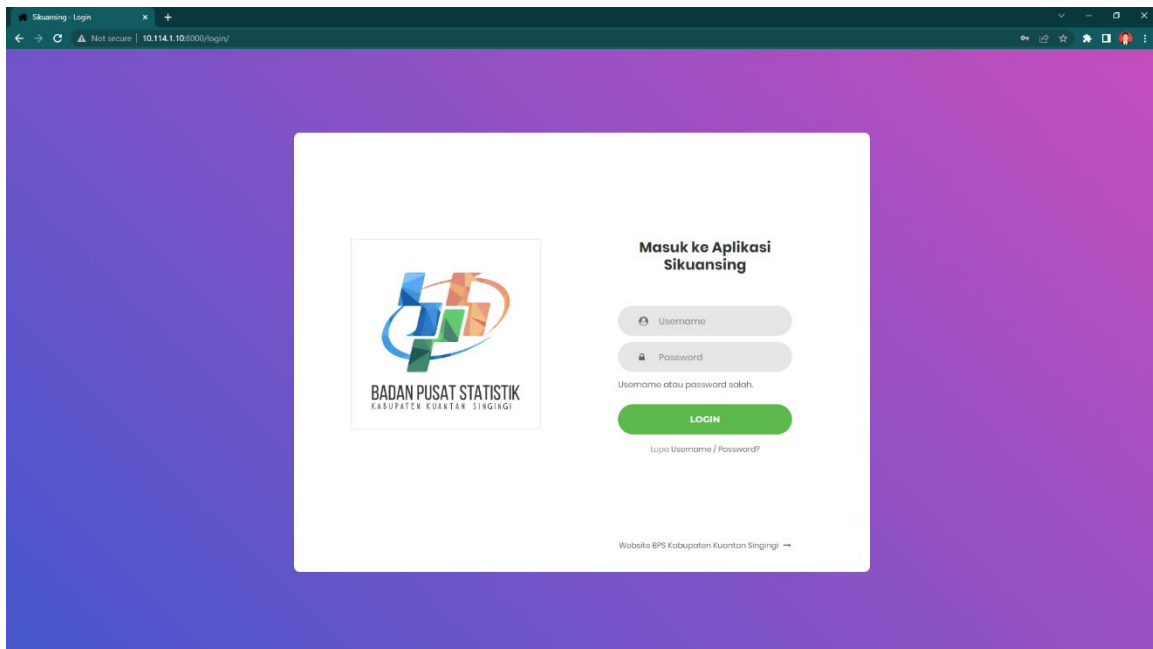 Sikuansing - Login
Not secure | 10.114.1.10:8000/login/
Masuk ke Aplikasi
Sikuansing
Username
Password
Username atau password salah.
LOGIN
Lupa Username / Password?
BADAN PUSAT STATISTIK
KABUPATEN KUANTAN SINGINGI
Website BPS Kabupaten Kuantan Singingi →